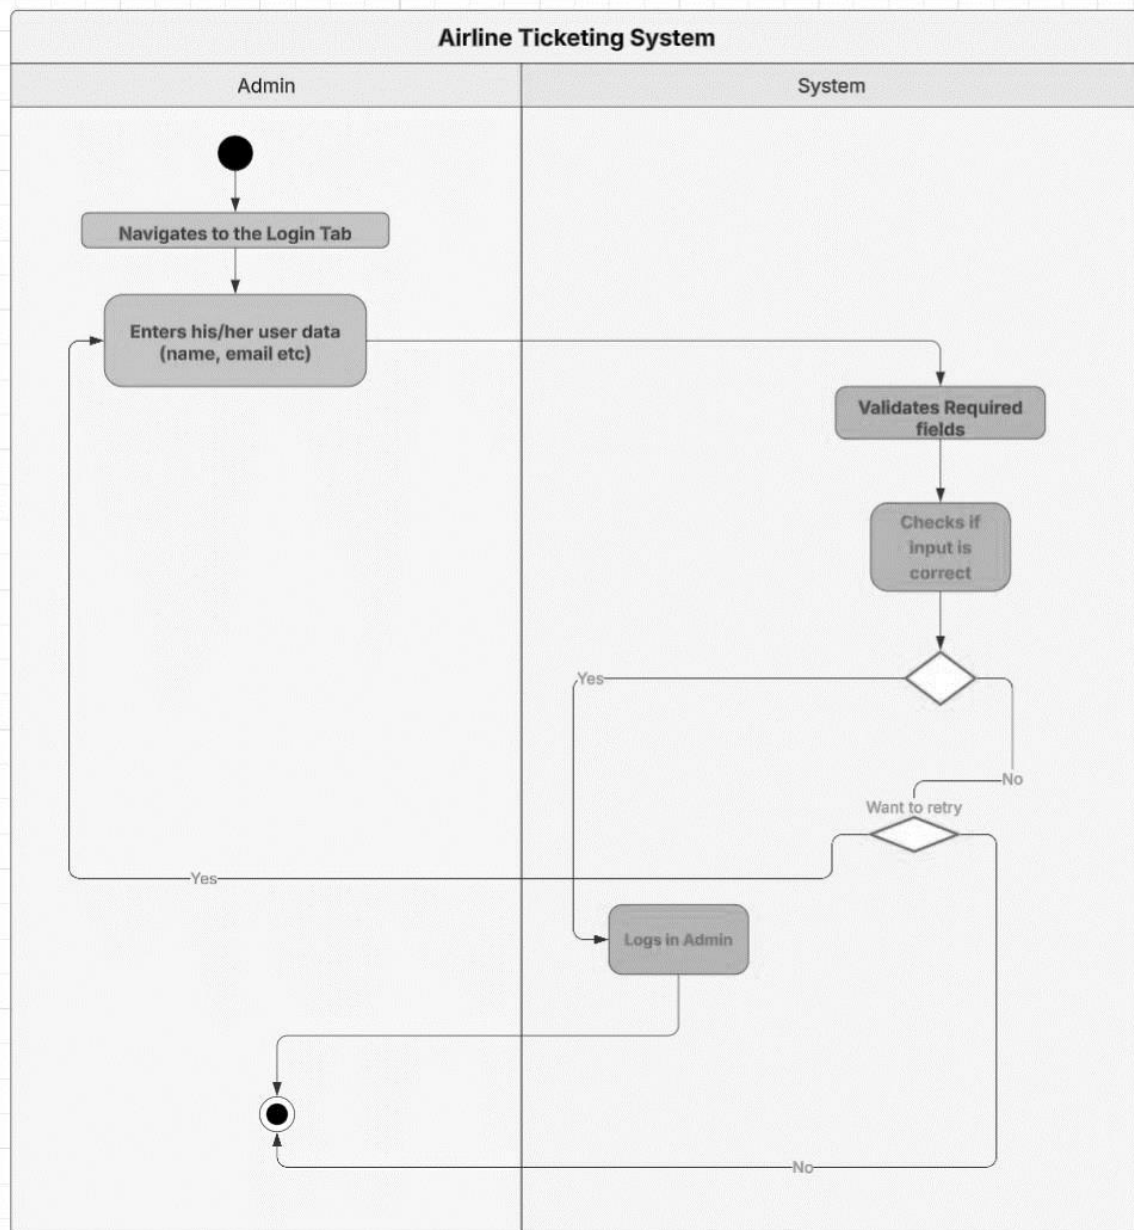 Airline Ticketing System
Admin
System
Navigates to the Login Tab
Enters his/her user data
(name, email etc)
Validates Required
fields
Checks if
input is
correct
Yes
No
Want to retry
Yes
Logs in Admin
No